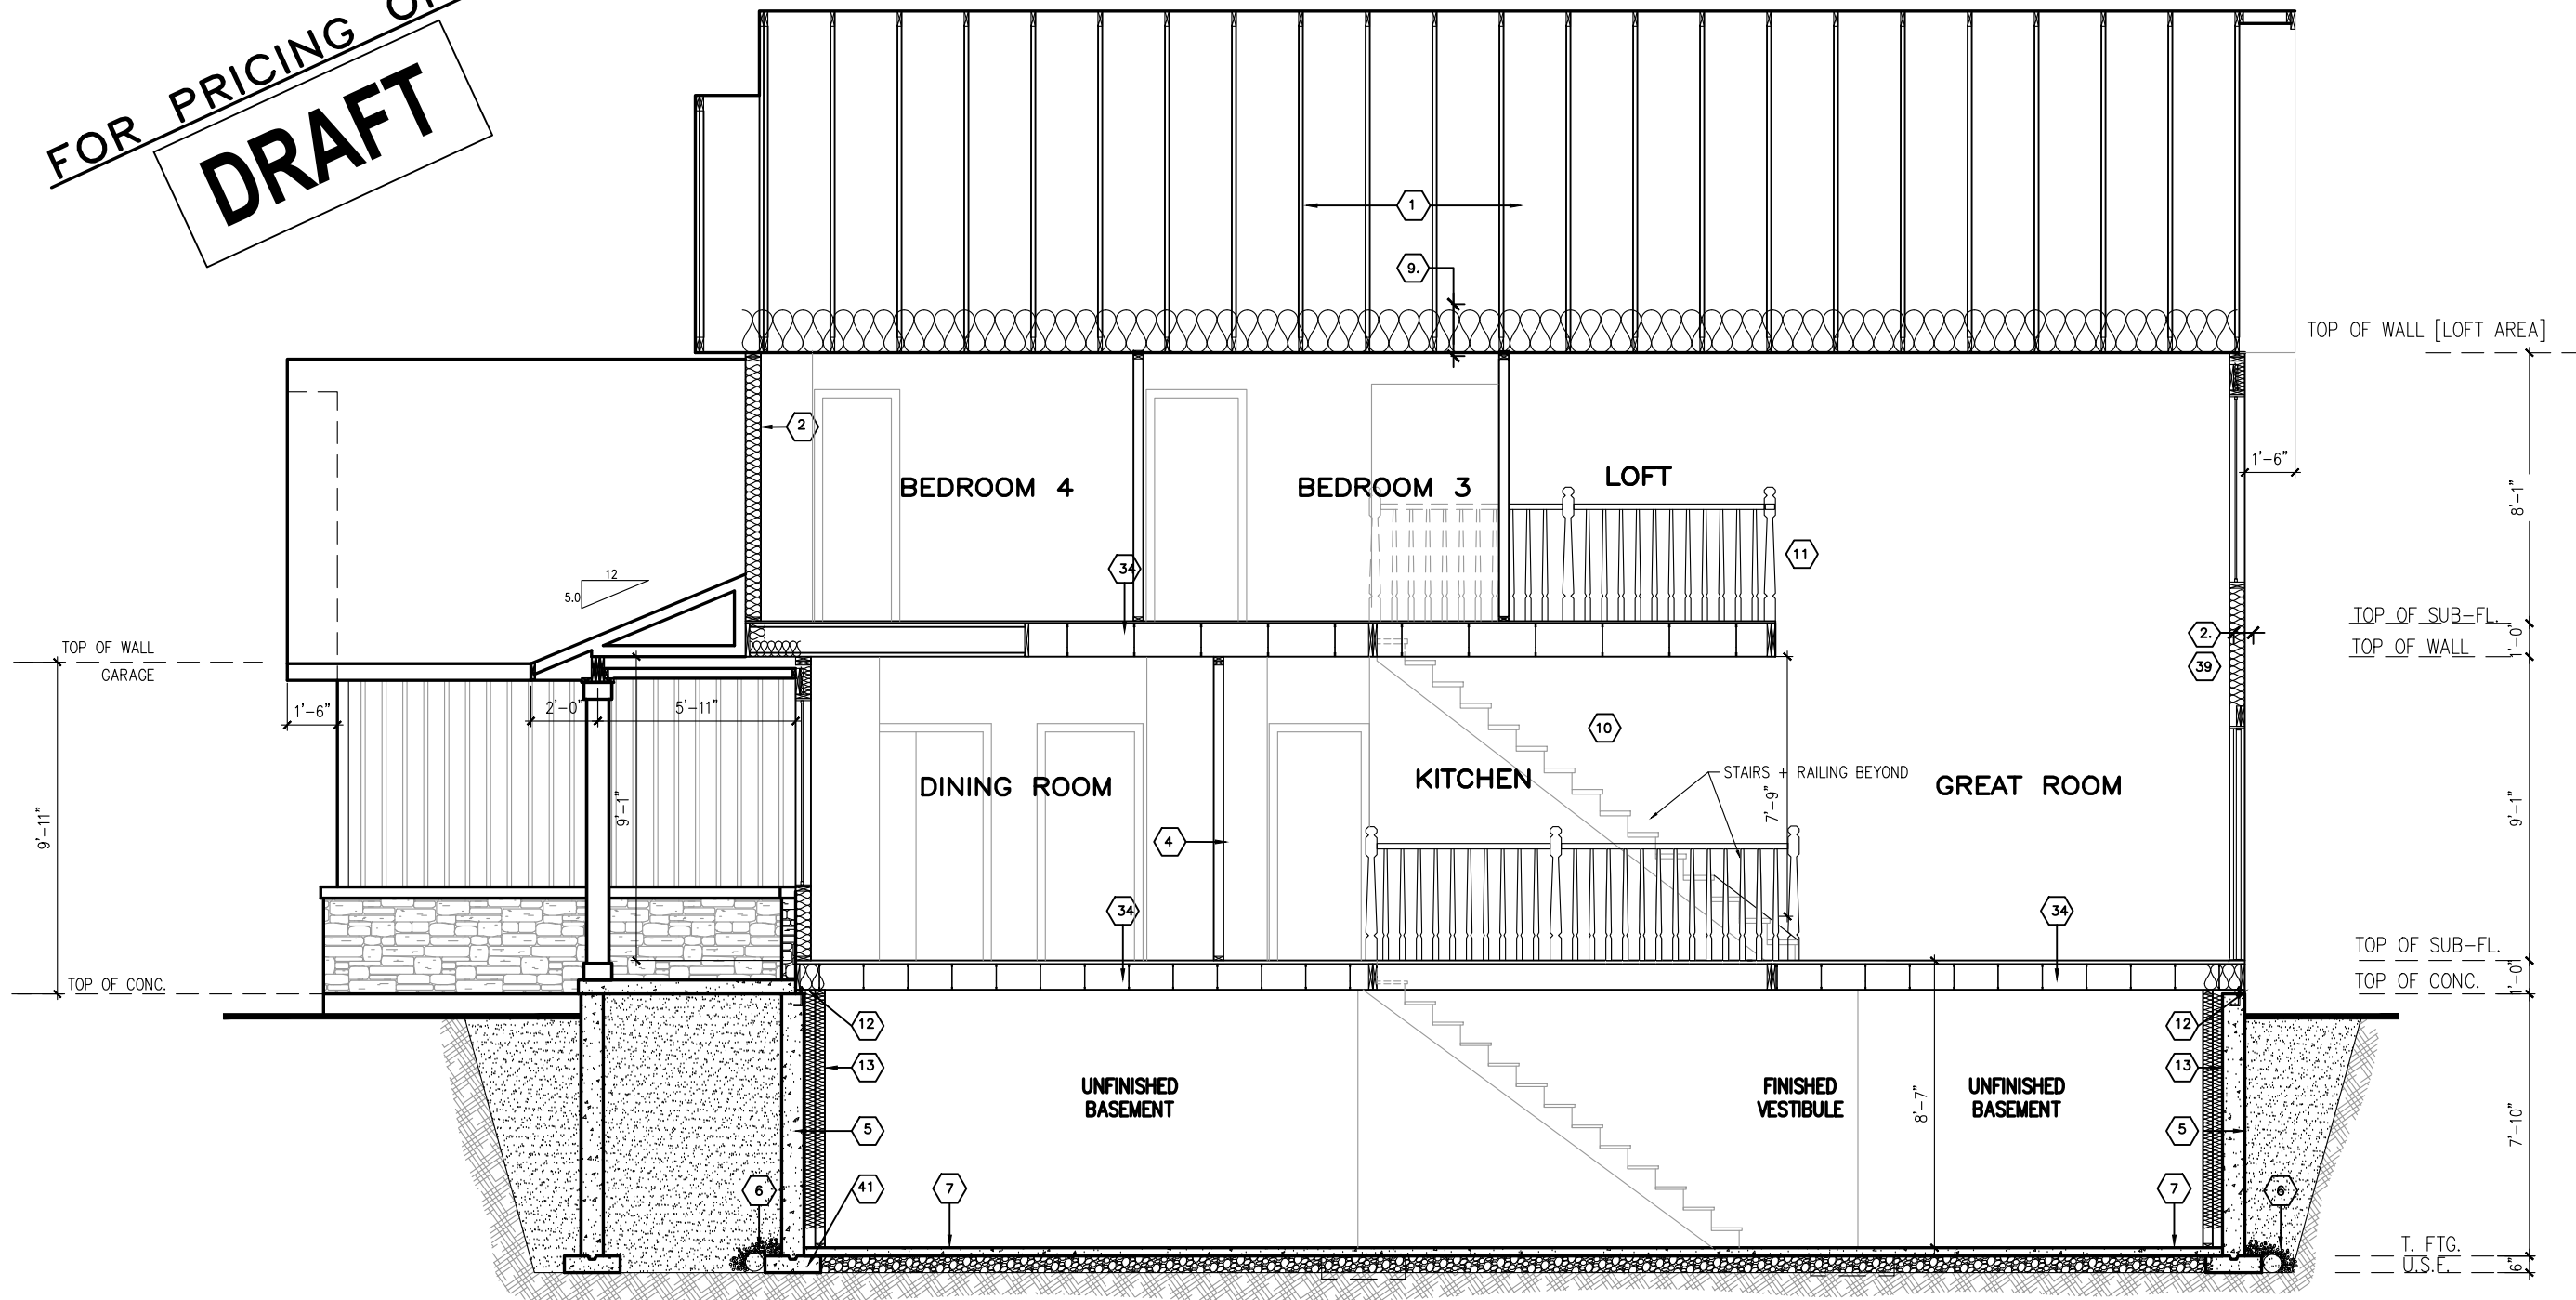 FOR PRICING
DRAFT
1
9.
TOP OF WALL [LOFT AREA]
2
1'-6"
BEDROOM 4
BEDROOM 3
LOFT
8'-1"
11
34
12
5.0
TOP OF WALL
GARAGE
TOP OF SUB-FL.
2.
1'-0"
TOP OF WALL
39
1'-6"
2'-0"
5'-11"
10
STAIRS + RAILING BEYOND
DINING ROOM
KITCHEN
GREAT ROOM
9'-11"
9'-1"
7'-9"
9'-1"
4
34
34
TOP OF SUB-FL.
TOP OF CONC.
1'-0"
TOP OF CONC.
12
12
13
13
UNFINISHED
BASEMENT
FINISHED
VESTIBULE
UNFINISHED
BASEMENT
8'-7"
7'-10"
5
5
6
41
7
7
6
T. FTG.
U.S.F.
6"